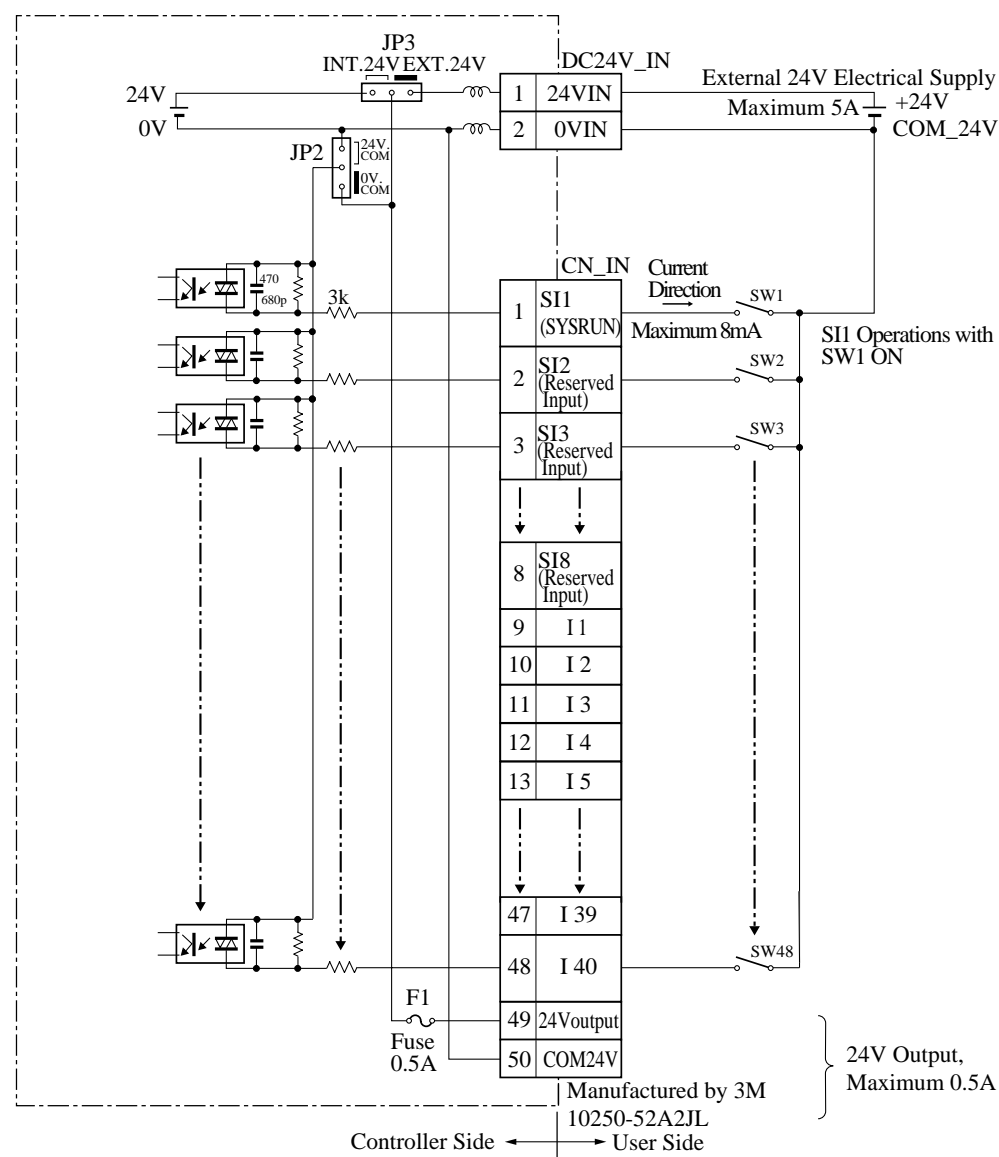 JP3
INT.24V EXT.24V
DC24V_IN
24V
0V
1 24VIN
2 0VIN
External 24V Electrical Supply
Maximum 5A
+24V
COM_24V
JP2
24V.
COM
0V.
COM
470
680p
3k
CN_IN
1 SI1
(SYSRUN)
Current
Direction
Maximum 8mA
SW1
SI1 Operations with
SW1 ON
2 SI2
(Reserved
Input)
SW2
3 SI3
(Reserved
Input)
SW3
8 SI8
(Reserved
Input)
9 I 1
10 I 2
11 I 3
12 I 4
13 I 5
47 I 39
48 I 40
SW48
F1
Fuse
0.5A
49 24Voutput
50 COM24V
24V Output,
Maximum 0.5A
Manufactured by 3M
10250-52A2JL
Controller Side
User Side